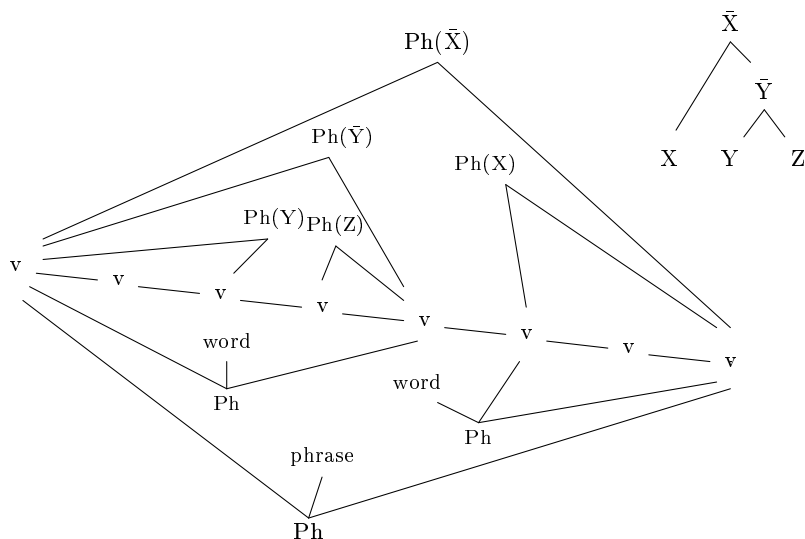 X̄
Ph(X̄)
Ȳ
Ph(Ȳ)
Ph(X)
X Y Z
Ph(Y) Ph(Z)
v v v v v v v v
word
word
Ph
Ph
phrase
Ph